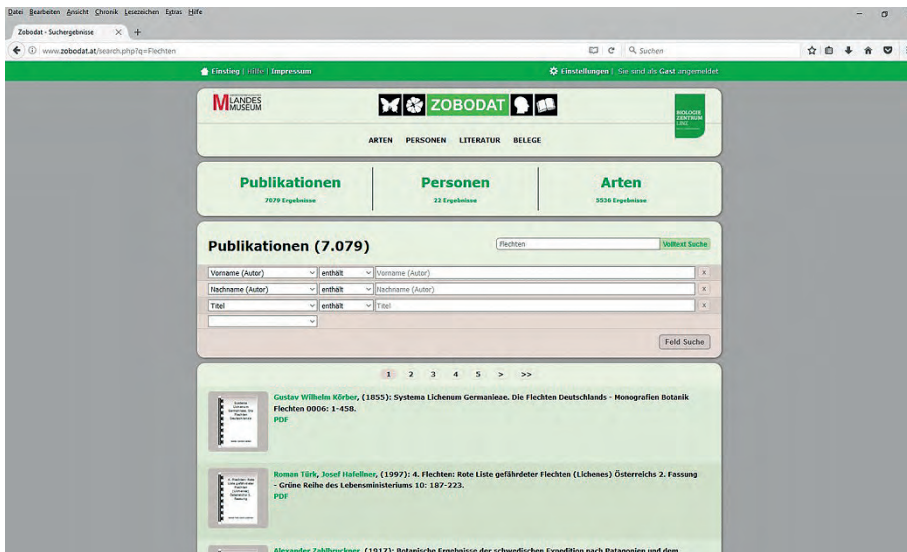 Datei Bearbeiten Ansicht Chronik Lesezeichen Extras Hilfe
Zobodat - Suchergebnisse × +
www.zobodat.at/search.php?q=Flechten
Suchen
Einstieg | Hilfe | Impressum
Einstellungen | Sie sind als Gast angemeldet
LANDES
MUSEUM
ZOBODAT
BIOLOGIE
ZENTRUM
LINZ
ARTEN PERSONEN LITERATUR BELEGE
Publikationen Personen Arten
7079 Ergebnisse 22 Ergebnisse 5536 Ergebnisse
Publikationen (7.079)
Flechten Volltext Suche
Vorname (Autor) enthält Vorname (Autor) x
Nachname (Autor) enthält Nachname (Autor) x
Titel enthält Titel x
Feld Suche
1 2 3 4 5 > >>
Gustav Wilhelm Körber, (1855): Systema Lichenum Germanieae. Die Flechten Deutschlands - Monografien Botanik
Flechten 0006: 1-458.
PDF
Roman Türk, Josef Hafellner, (1997): 4. Flechten: Rote Liste gefährdeter Flechten (Lichenes) Österreichs 2. Fassung
- Grüne Reihe des Lebensministeriums 10: 187-223.
PDF
Alexander Zahlbruckner, (1917): Botanische Ergebnisse der schwedischen Expedition nach Patagonien und dem